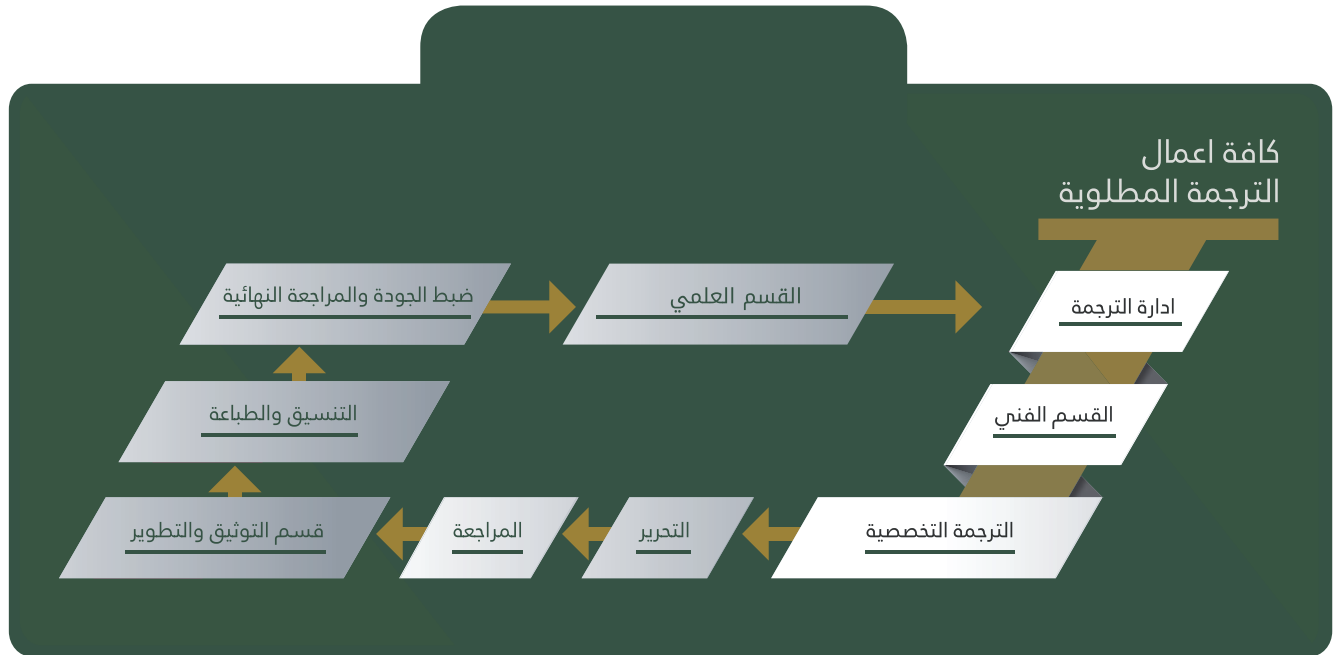 كافة اعمال
الترجمة المطلوية
ادارة الترجمة
القسم الفني
الترجمة التخصصية
التحرير
المراجعة
قسم التوثيق والتطوير
التنسيق والطباعة
ضبط الجودة والمراجعة النهائية
القسم العلمي